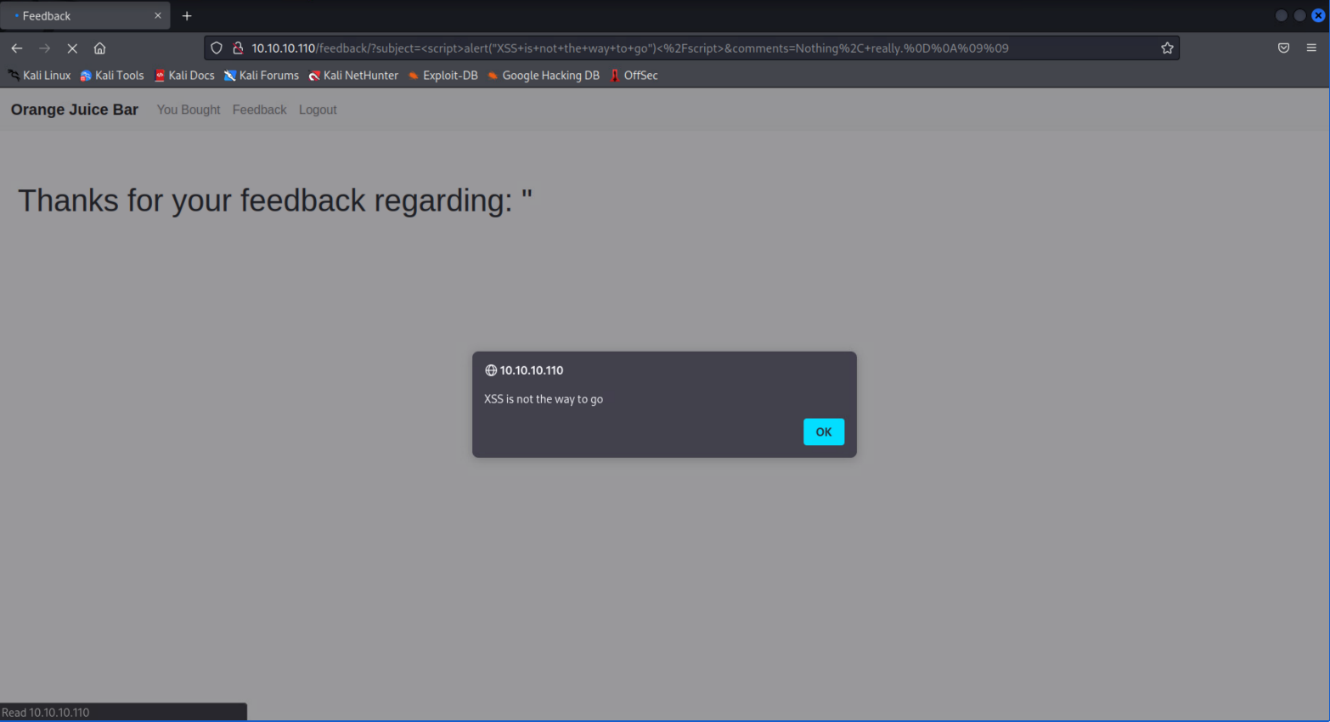 Feedback
10.10.10.110/feedback/?subject=<script>alert("XSS+is+not+the+way+to+go")<%2Fscript>&comments=Nothing%2C+really.%0D%0A%09%09
Kali Linux Kali Tools Kali Docs Kali Forums Kali NetHunter Exploit-DB Google Hacking DB OffSec
Orange Juice Bar You Bought Feedback Logout
Thanks for your feedback regarding: "
10.10.10.110
XSS is not the way to go
OK
Read 10.10.10.110